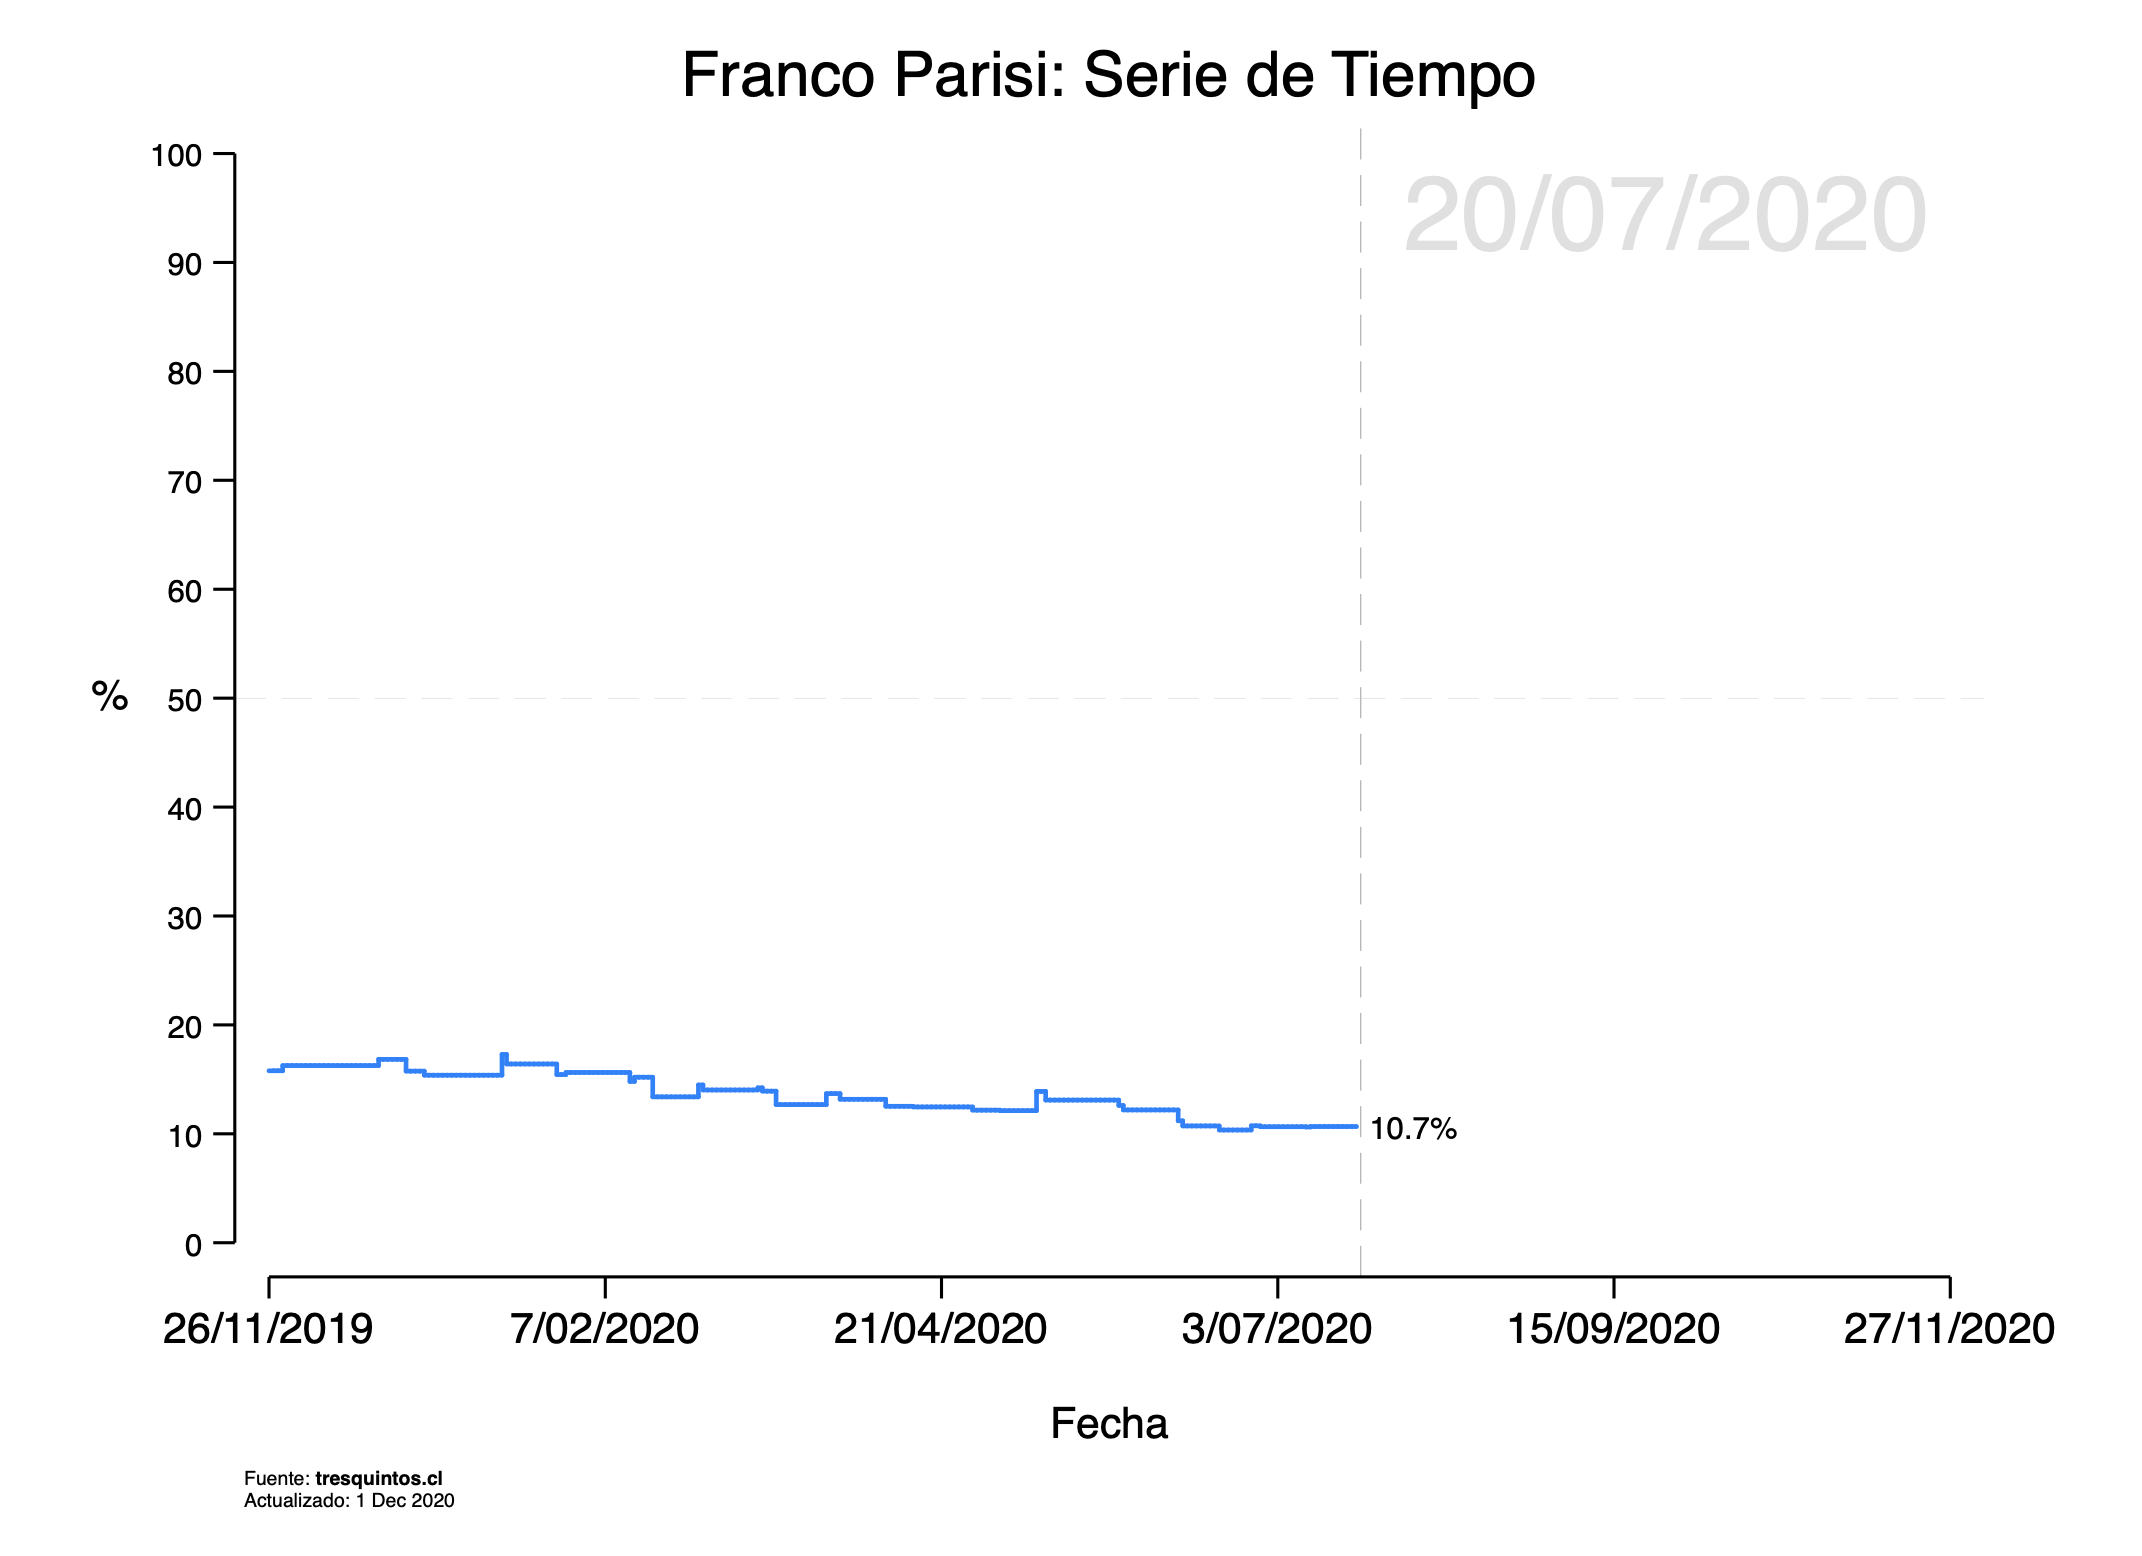 Franco Parisi: Serie de Tiempo
20/07/2020
100
90
80
70
60
50
40
30
20
10
0
%
10.7%
26/11/2019 7/02/2020 21/04/2020 3/07/2020 15/09/2020 27/11/2020
Fecha
Fuente: tresquintos.cl
Actualizado: 1 Dec 2020